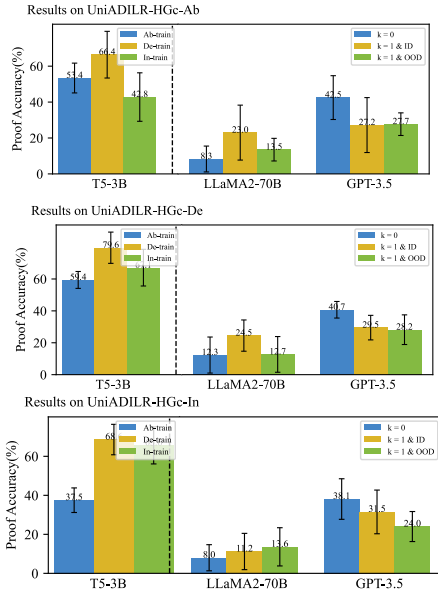 Results on UniADILR-HGc-Ab
Proof Accuracy(%)
60
40
20
0
Ab-train
De-train
In-train
k = 0
k = 1 & ID
k = 1 & OOD
53.4
66.4
42.8
8.3
23.0
13.5
42.5
27.2
27.7
T5-3B
LLaMA2-70B
GPT-3.5
Results on UniADILR-HGc-De
Proof Accuracy(%)
60
40
20
0
Ab-train
De-train
In-train
k = 0
k = 1 & ID
k = 1 & OOD
59.4
79.6
12.3
24.5
12.7
40.7
29.5
28.2
T5-3B
LLaMA2-70B
GPT-3.5
Results on UniADILR-HGc-In
Proof Accuracy(%)
60
40
20
0
Ab-train
De-train
In-train
k = 0
k = 1 & ID
k = 1 & OOD
37.5
8.0
11.2
13.6
38.1
31.5
24.0
T5-3B
LLaMA2-70B
GPT-3.5